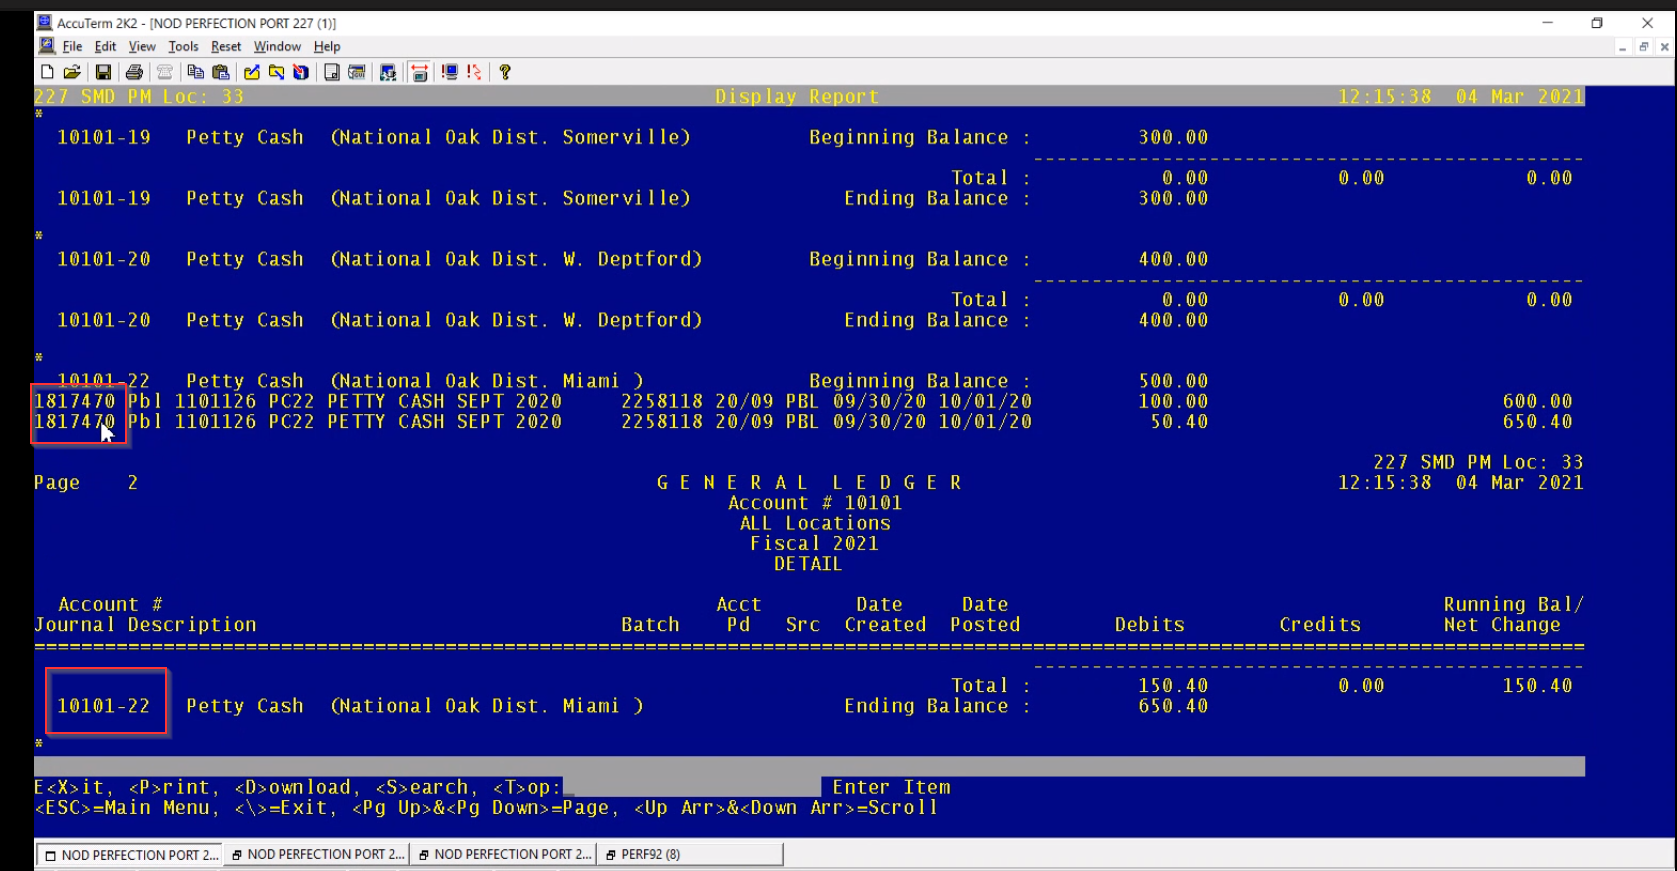 AccuTerm 2K2 - [NOD PERFECTION PORT 227 (1)]
File Edit View Tools Reset Window Help
227 SMD PM Loc: 33 Display Report 12:15:38 04 Mar 2021
*
10101-19 Petty Cash (National Oak Dist. Somerville) Beginning Balance : 300.00
Total : 0.00 0.00 0.00
10101-19 Petty Cash (National Oak Dist. Somerville) Ending Balance : 300.00
*
10101-20 Petty Cash (National Oak Dist. W. Deptford) Beginning Balance : 400.00
Total : 0.00 0.00 0.00
10101-20 Petty Cash (National Oak Dist. W. Deptford) Ending Balance : 400.00
*
10101-22 Petty Cash (National Oak Dist. Miami ) Beginning Balance : 500.00
1817470 Pbl 1101126 PC22 PETTY CASH SEPT 2020 2258118 20/09 PBL 09/30/20 10/01/20 100.00 600.00
1817470 Pbl 1101126 PC22 PETTY CASH SEPT 2020 2258118 20/09 PBL 09/30/20 10/01/20 50.40 650.40
227 SMD PM Loc: 33
Page 2 G E N E R A L L E D G E R 12:15:38 04 Mar 2021
Account # 10101
ALL Locations
Fiscal 2021
DETAIL
Account # Acct Date Date Running Bal/
Journal Description Batch Pd Src Created Posted Debits Credits Net Change
Total : 150.40 0.00 150.40
10101-22 Petty Cash (National Oak Dist. Miami ) Ending Balance : 650.40
*
E<X>it, <P>rint, <D>ownload, <S>earch, <T>op:_ Enter Item
<ESC>=Main Menu, <\>=Exit, <Pg Up>&<Pg Down>=Page, <Up Arr>&<Down Arr>=Scroll
NOD PERFECTION PORT 2... NOD PERFECTION PORT 2... NOD PERFECTION PORT 2... PERF92 (8)